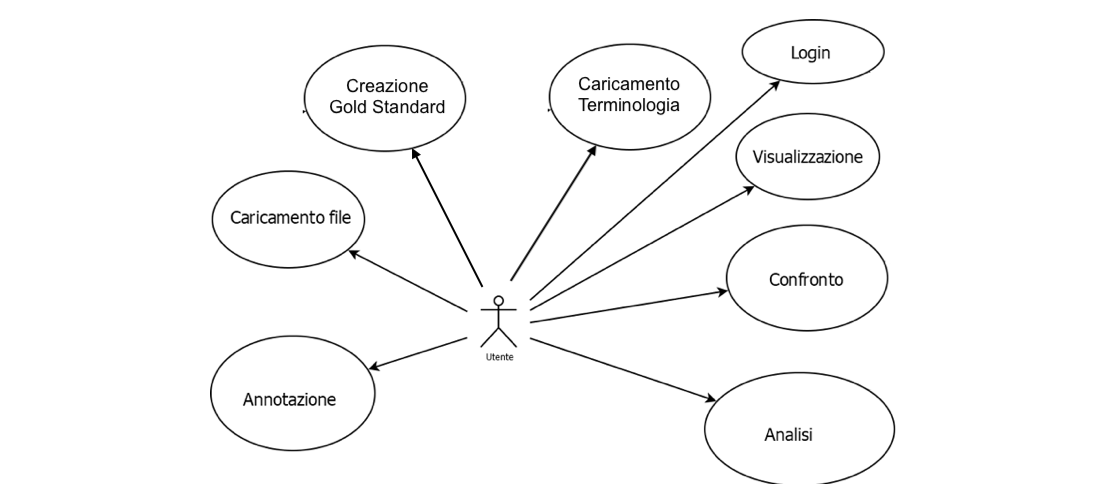 Login
Creazione
Gold Standard
Caricamento
Terminologia
Visualizzazione
Caricamento file
Confronto
Utente
Annotazione
Analisi